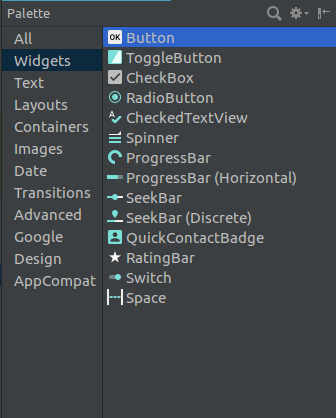 Palette
All
Widgets
Text
Layouts
Containers
Images
Date
Transitions
Advanced
Google
Design
AppCompat
OK Button
ToggleButton
CheckBox
RadioButton
CheckedTextView
Spinner
ProgressBar
ProgressBar (Horizontal)
SeekBar
SeekBar (Discrete)
QuickContactBadge
RatingBar
Switch
Space